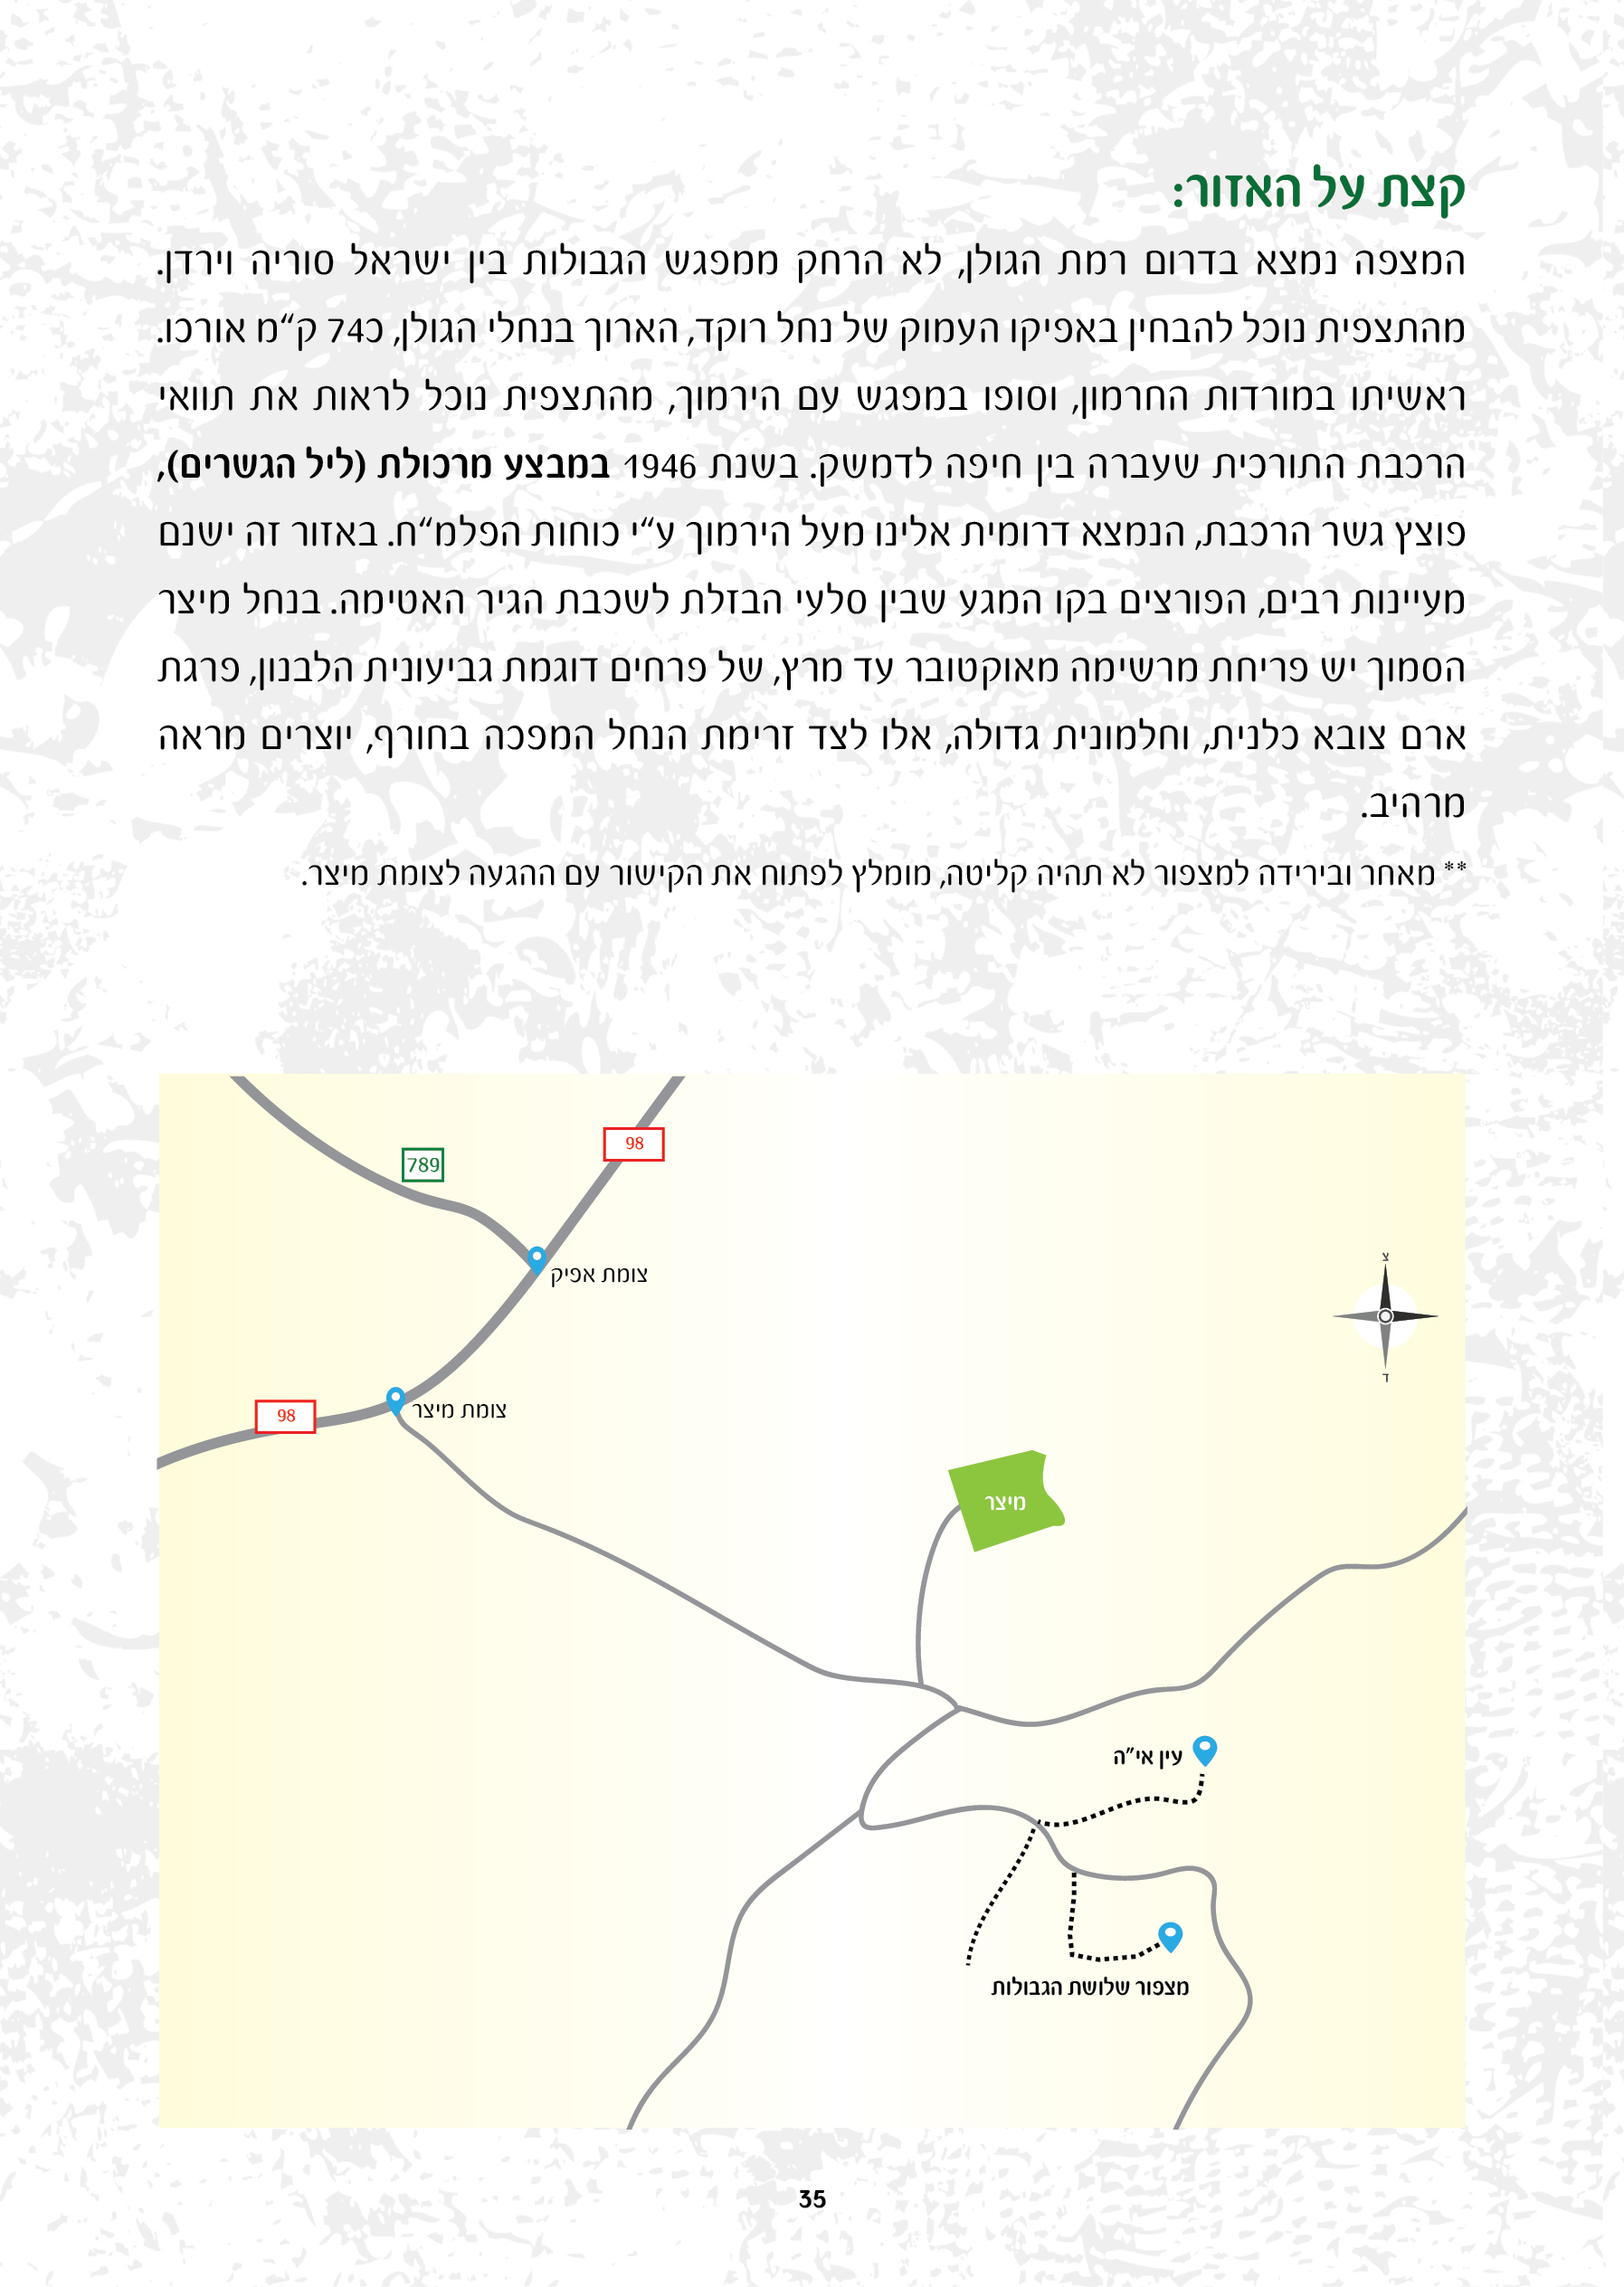 קצת על האזור:
המצפה נמצא בדרום רמת הגולן, לא הרחק ממפגש הגבולות בין ישראל סוריה וירדן.
מהתצפית נוכל להבחין באפיקו העמוק של נחל רוקד, הארוך בנחלי הגולן, כ74 ק“מ אורכו.
ראשיתו במורדות החרמון, וסופו במפגש עם הירמוך, מהתצפית נוכל לראות את תוואי
הרכבת התורכית שעברה בין חיפה לדמשק. בשנת 1946 במבצע מרכולת (ליל הגשרים),
פוצץ גשר הרכבת, הנמצא דרומית אלינו מעל הירמוך ע“י כוחות הפלמ“ח. באזור זה ישנם
מעיינות רבים, הפורצים בקו המגע שבין סלעי הבזלת לשכבת הגיר האטימה. בנחל מיצר
הסמוך יש פריחת מרשימה מאוקטובר עד מרץ, של פרחים דוגמת גביעונית הלבנון, פרגת
ארם צובא כלנית, וחלמונית גדולה, אלו לצד זרימת הנחל המפכה בחורף, יוצרים מראה
מרהיב.
** מאחר ובירידה למצפור לא תהיה קליטה, מומלץ לפתוח את הקישור עם ההגעה לצומת מיצר.
98
789
צומת אפיק
צ
ד
צומת מיצר
98
מיצר
עין אי"ה
מצפור שלושת הגבולות
35